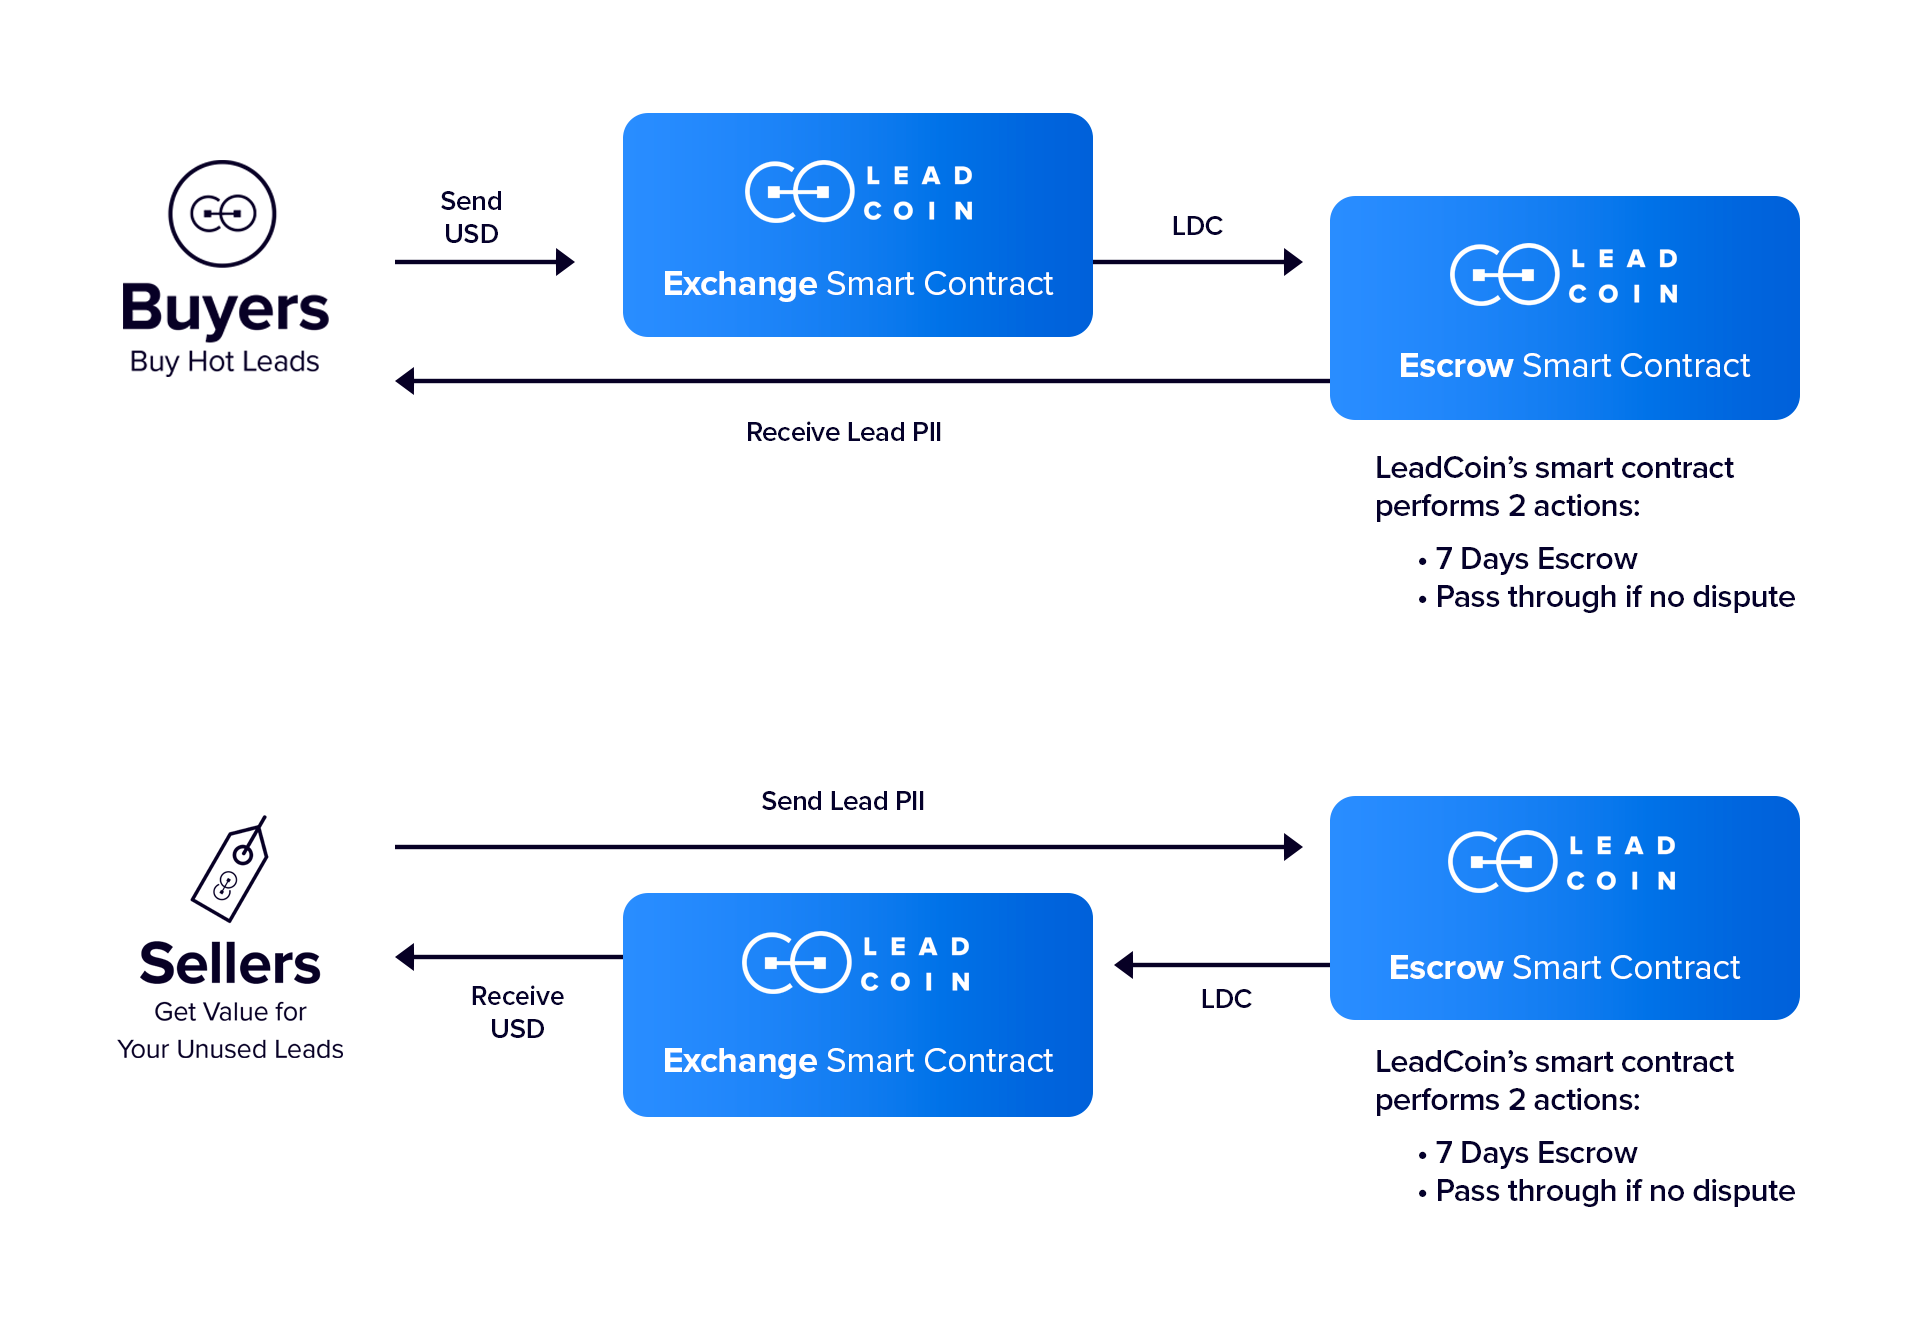 Send
USD
LEAD
COIN
Exchange Smart Contract
LDC
LEAD
COIN
Escrow Smart Contract
Buyers
Buy Hot Leads
Receive Lead PII
LeadCoin’s smart contract
performs 2 actions:
• 7 Days Escrow
• Pass through if no dispute
Send Lead PII
LEAD
COIN
Escrow Smart Contract
Sellers
Get Value for
Your Unused Leads
Receive
USD
LEAD
COIN
Exchange Smart Contract
LDC
LeadCoin’s smart contract
performs 2 actions:
• 7 Days Escrow
• Pass through if no dispute